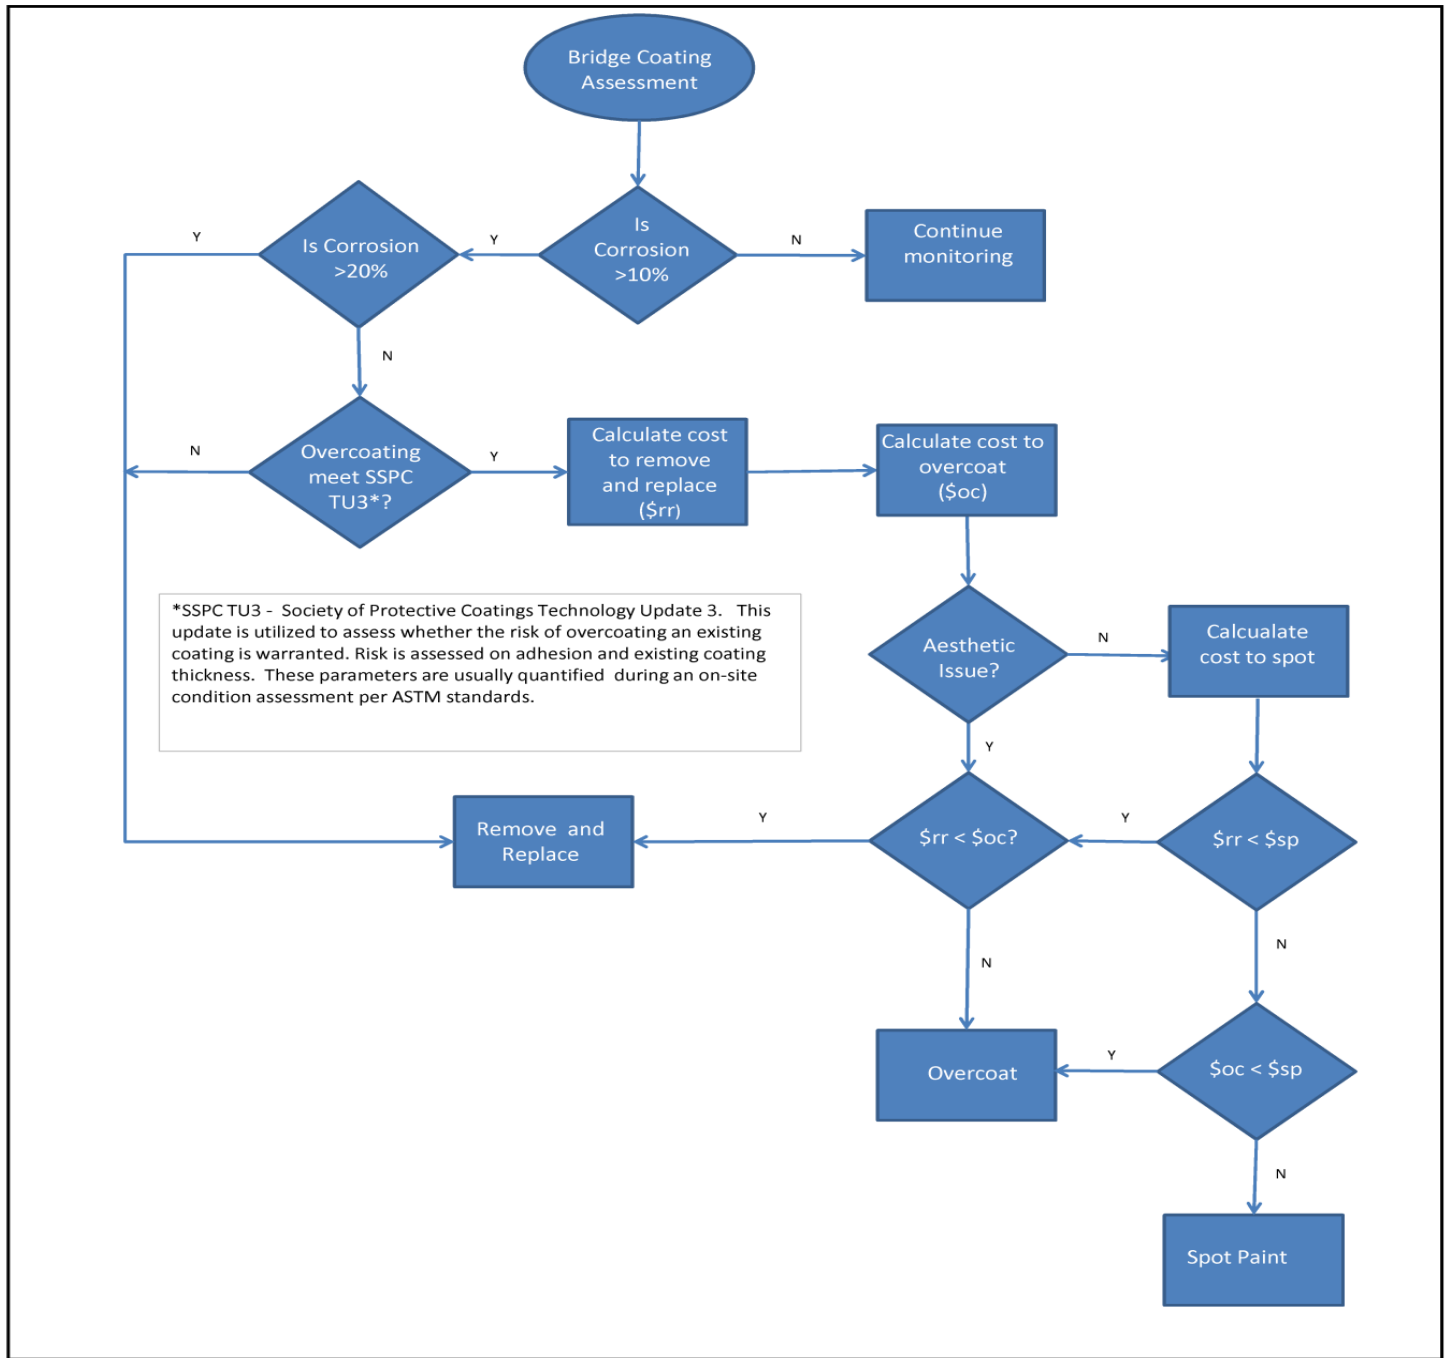 Bridge Coating
Assessment
Is
Corrosion
>10%
N
Continue
monitoring
Y
Is Corrosion
>20%
Y
N
Overcoating
meet SSPC
TU3*?
N
Y
Calculate cost
to remove
and replace
($rr)
Calculate cost to
overcoat
($oc)
*SSPC TU3 - Society of Protective Coatings Technology Update 3. This
update is utilized to assess whether the risk of overcoating an existing
coating is warranted. Risk is assessed on adhesion and existing coating
thickness. These parameters are usually quantified during an on-site
condition assessment per ASTM standards.
Aesthetic
Issue?
N
Calcualate
cost to spot
Y
Remove and
Replace
Y
$rr < $oc?
Y
$rr < $sp
N
N
Overcoat
Y
$oc < $sp
N
Spot Paint